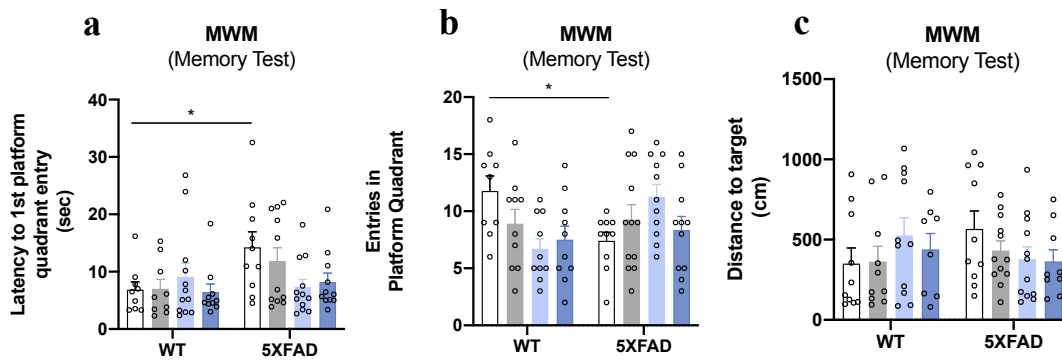 a
MWM
(Memory Test)
Latency to 1st platform
quadrant entry
(sec)
40
30
20
10
0
*
WT
5XFAD
b
MWM
(Memory Test)
Entries in
Platform Quadrant
20
15
10
5
0
*
WT
5XFAD
c
MWM
(Memory Test)
Distance to target
(cm)
1500
1000
500
0
WT
5XFAD